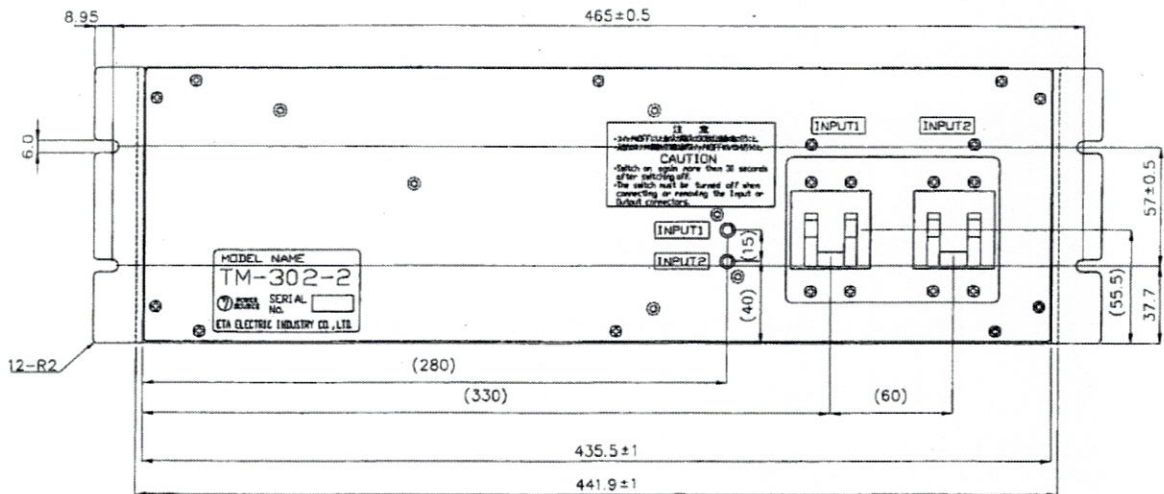 8.95
465±0.5
6.0
注 意
CAUTION
-Switch on again more than 30 seconds
after switching off.
-The switch must be turned off when
connecting or removing the Input or
Output connectors.
INPUT1
INPUT2
INPUT1
INPUT2
(15)
(40)
57±0.5
(55.5)
37.7
MODEL NAME
TM-302-2
POWER
SOURCE
SERIAL
No.
ETA ELECTRIC INDUSTRY CO.,LTD.
12-R2
(280)
(330)
(60)
435.5±1
441.9±1